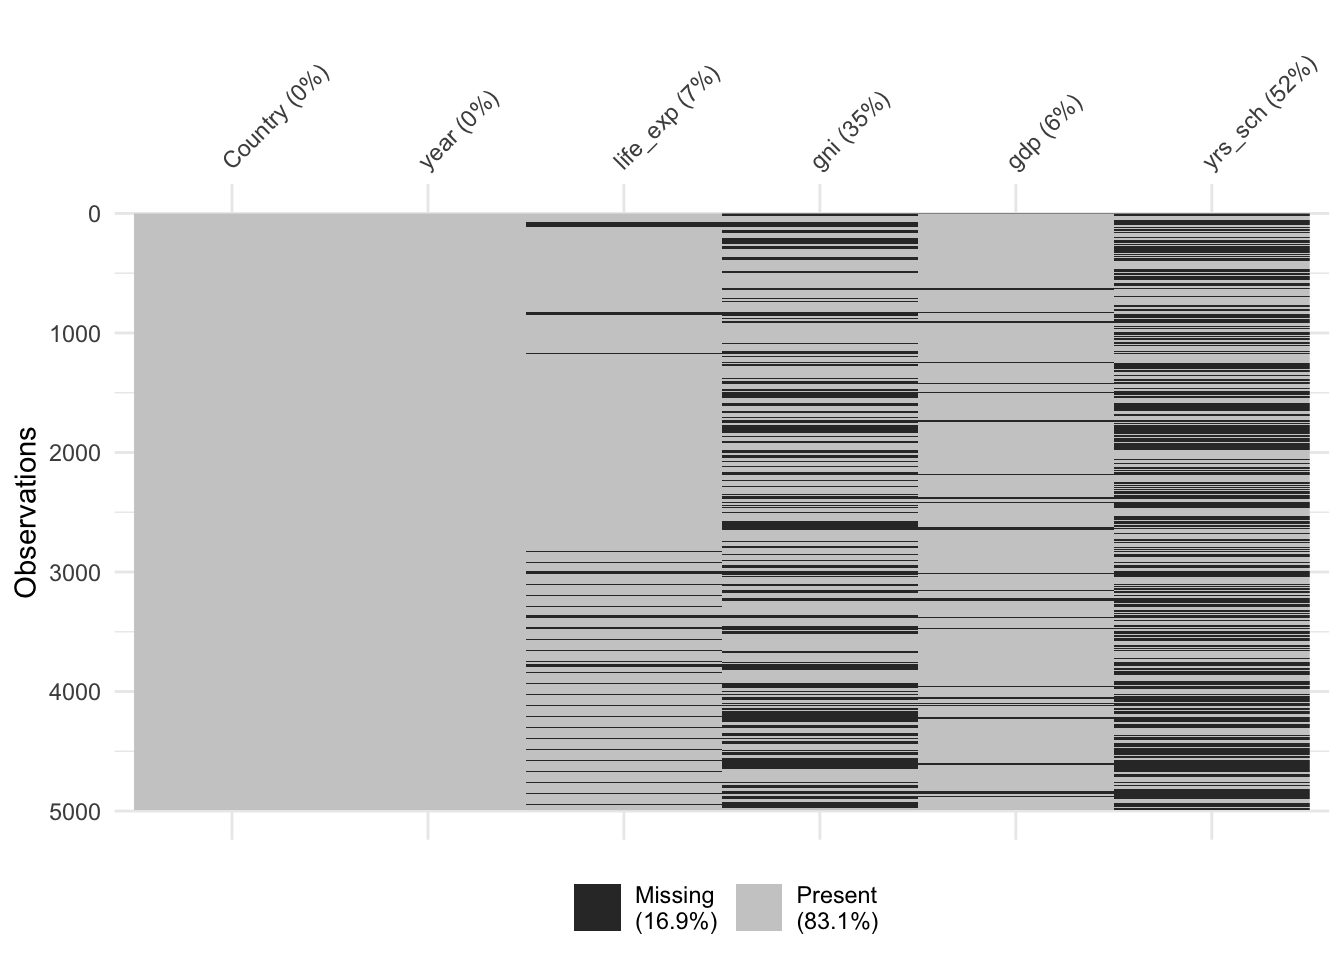 Country (0%)
year (0%)
life_exp (7%)
gni (35%)
gdp (6%)
yrs_sch (52%)
0
1000
2000
3000
4000
5000
Observations
Missing
(16.9%)
Present
(83.1%)